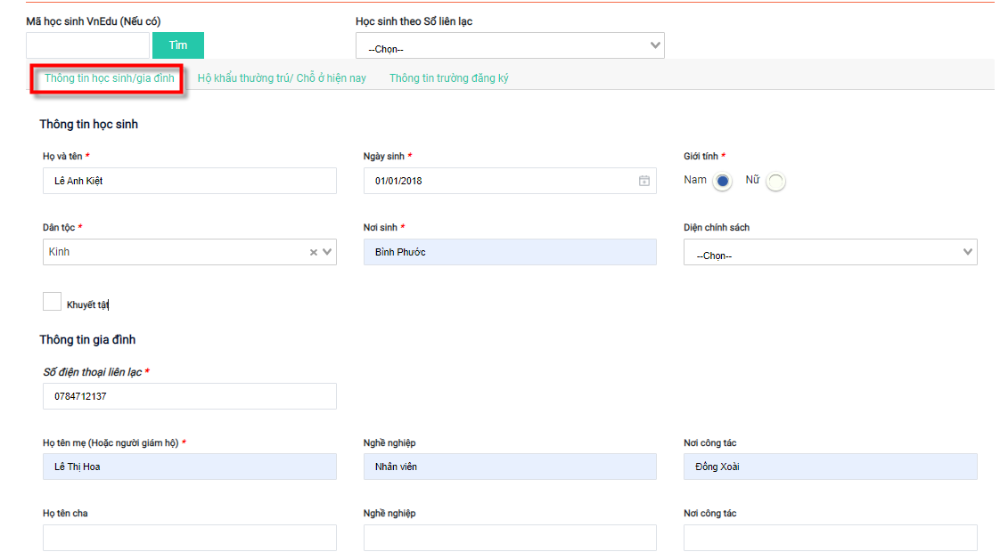 Mã học sinh VnEdu (Nếu có) Học sinh theo Sổ liên lạc
Tìm --Chọn--
Thông tin học sinh/gia đình Hộ khẩu thường trú/ Chỗ ở hiện nay Thông tin trường đăng ký
Thông tin học sinh
Họ và tên * Ngày sinh * Giới tính *
Lê Anh Kiệt 01/01/2018 Nam Nữ
Dân tộc * Nơi sinh * Diện chính sách
Kinh Bình Phước --Chọn--
Khuyết tật
Thông tin gia đình
Số điện thoại liên lạc *
0784712137
Họ tên mẹ (Hoặc người giám hộ) * Nghề nghiệp Nơi công tác
Lê Thị Hoa Nhân viên Đồng Xoài
Họ tên cha Nghề nghiệp Nơi công tác